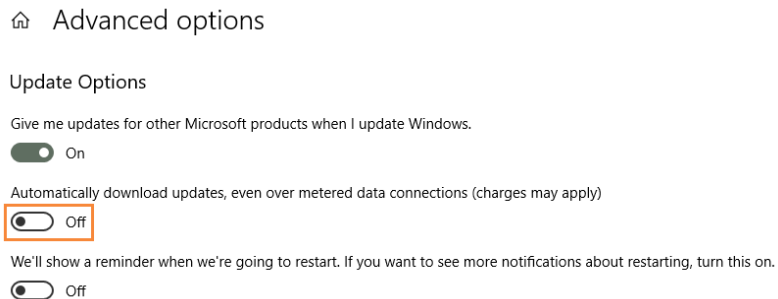 Advanced options
Update Options
Give me updates for other Microsoft products when I update Windows.
On
Automatically download updates, even over metered data connections (charges may apply)
Off
We'll show a reminder when we're going to restart. If you want to see more notifications about restarting, turn this on.
Off